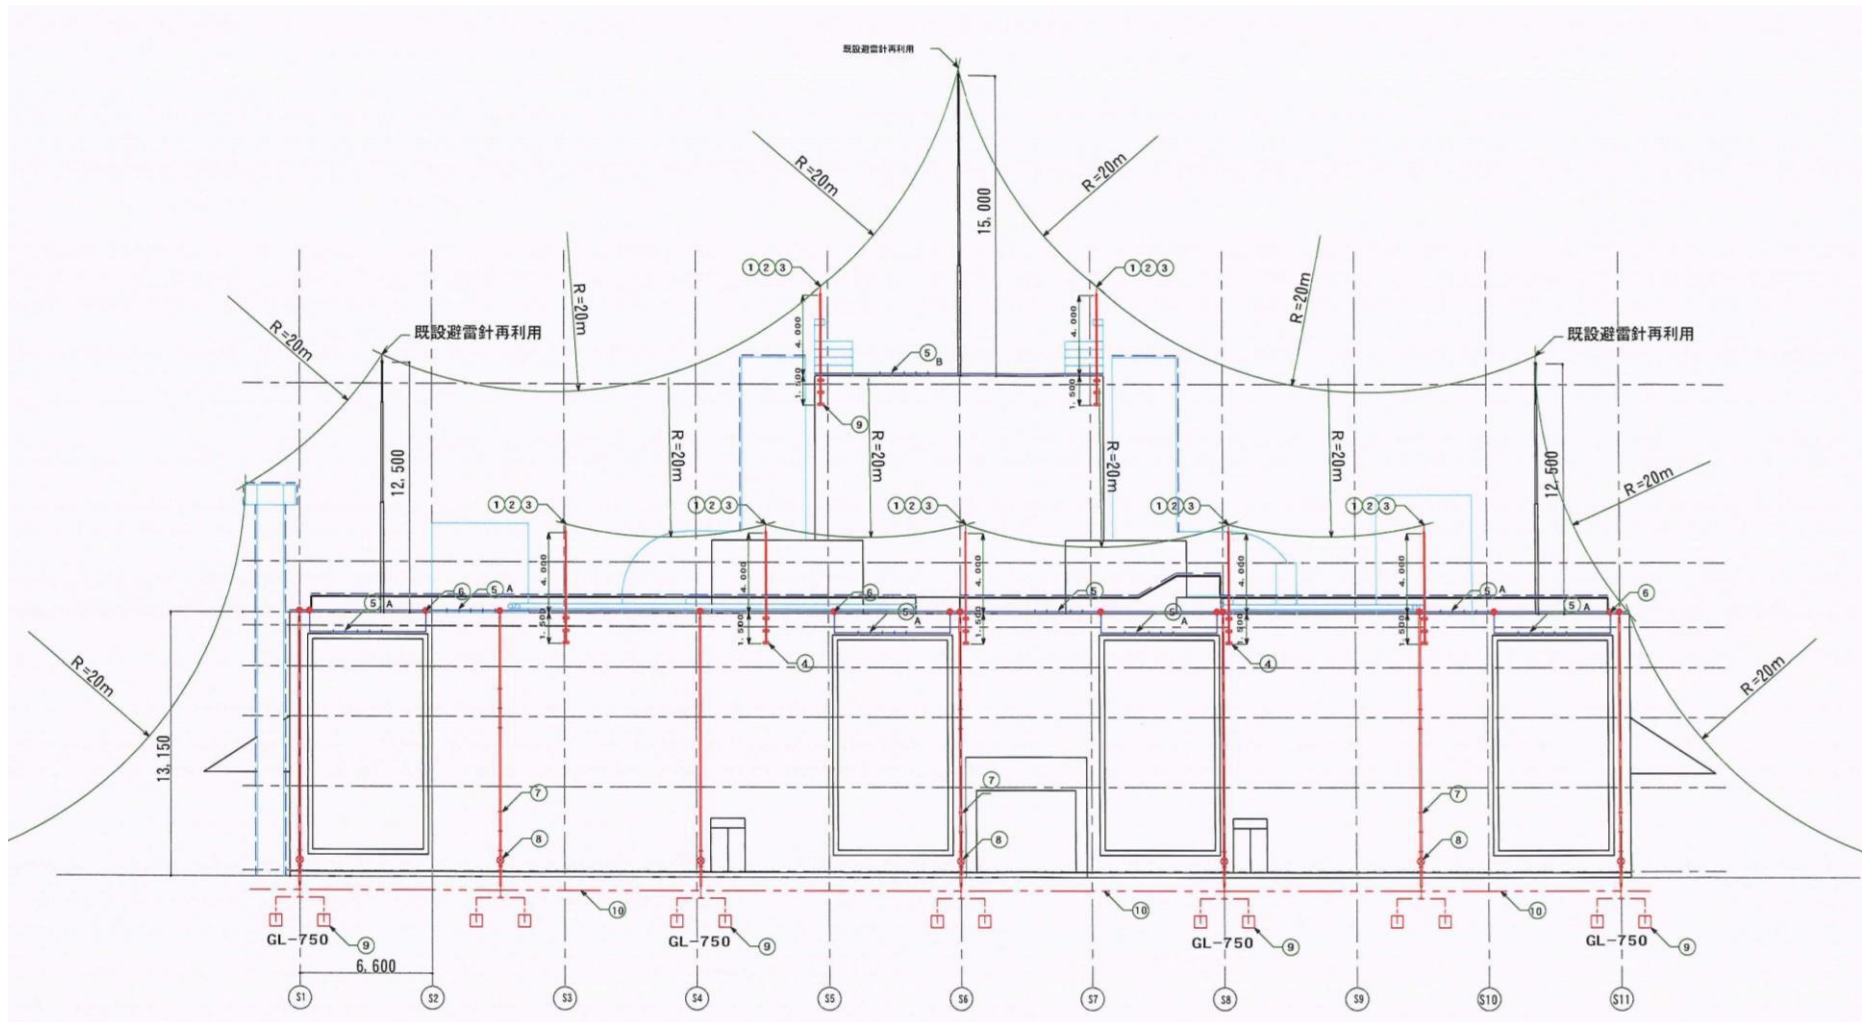 既設避雷針再利用
R=20m
R=20m
15,000
①②③
①②③
R=20m
R=20m
R=20m
既設避雷針再利用
既設避雷針再利用
4.000
4.000
⑤B
1.500
1.500
⑨
R=20m
R=20m
R=20m
R=20m
12,500
12,500
R=20m
①②③
①②③
①②③
①②③
①②③
4.000
4.000
4.000
4.000
4.000
⑤A
⑥
⑤A
⑥
⑤A
⑤
⑤A
⑤A
⑤A
⑥
1.500
1.500
1.500
1.500
1.500
④
④
R=20m
R=20m
13,150
⑦
⑦
⑦
⑧
⑧
⑧
⑩
⑩
⑩
GL-750
⑨
GL-750
⑨
GL-750
⑨
GL-750
⑨
6,600
S1
S2
S3
S4
S5
S6
S7
S8
S9
S10
S11